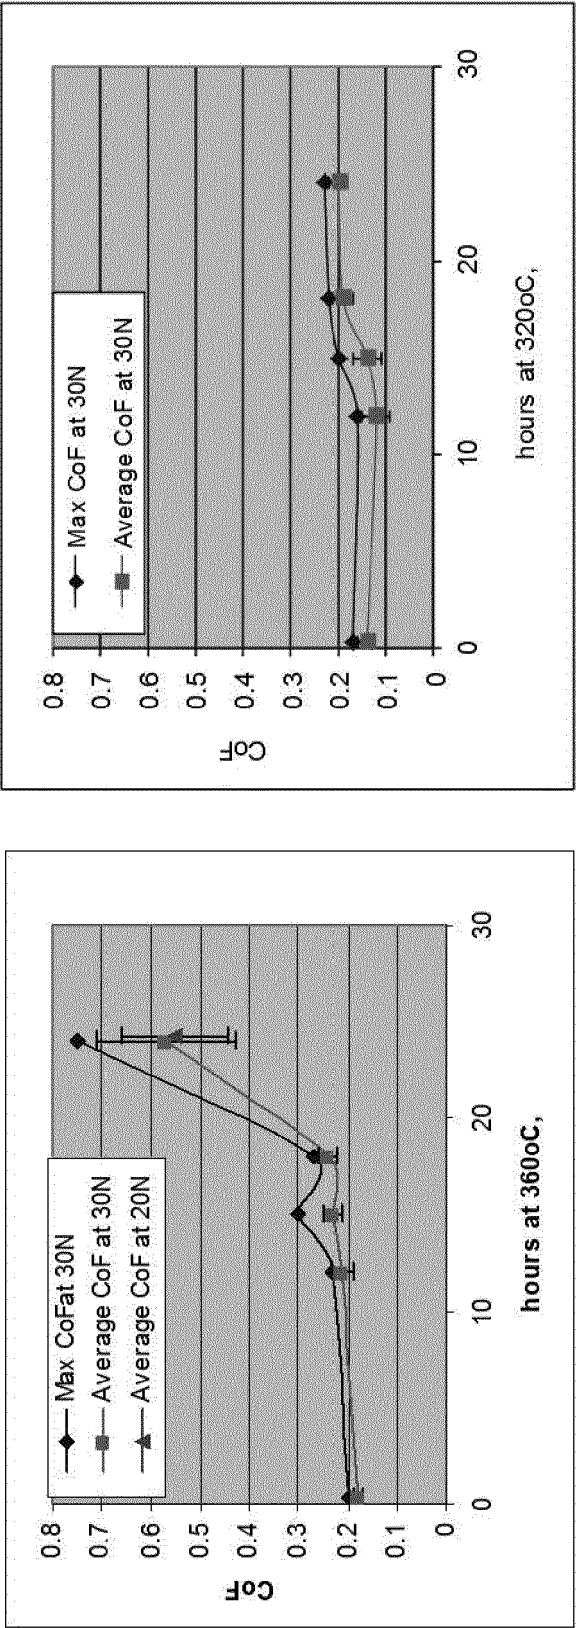 0.8
0.7
0.6
0.5
0.4
0.3
0.2
0.1
0
CoF
Max CoFat 30N
Average CoF at 30N
Average CoF at 20N
0 10 20 30
hours at 360oC,
0.8
0.7
0.6
0.5
0.4
0.3
0.2
0.1
0
CoF
Max CoF at 30N
Average CoF at 30N
0 10 20 30
hours at 320oC,